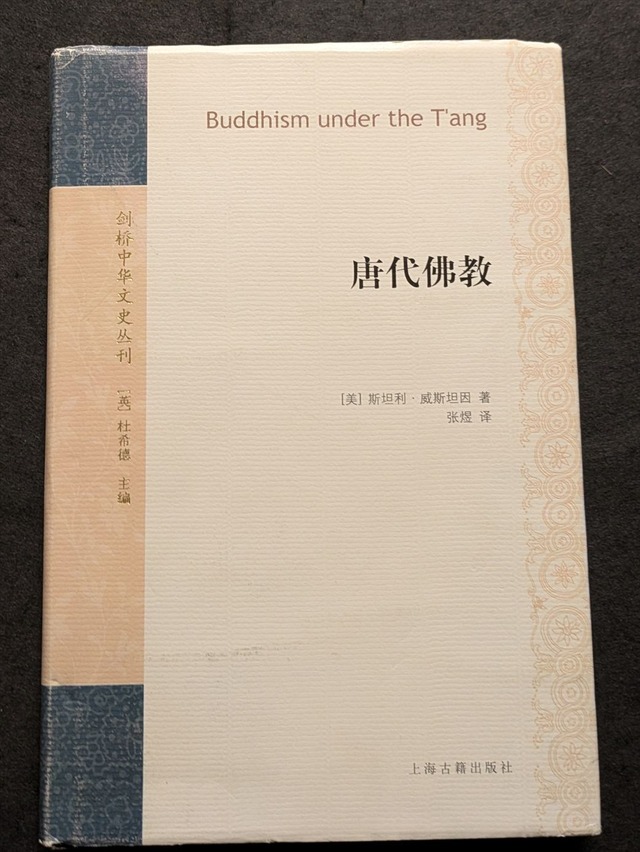 Buddhism under the T'ang
唐代佛教
[美] 斯坦利·威斯坦因 著
张煜 译
剑桥中华文史丛刊
[英] 杜希德 主编
上海古籍出版社